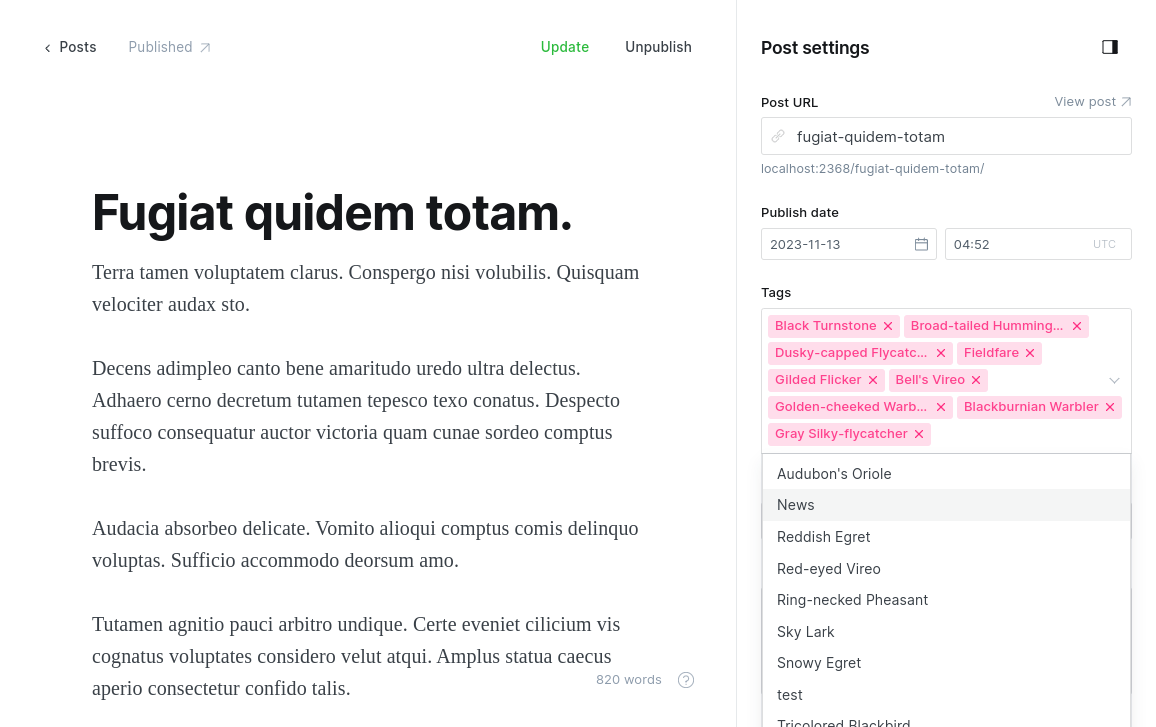 Posts
Published
Update
Unpublish
Fugiat quidem totam.
Terra tamen voluptatem clarus. Conspergo nisi volubilis. Quisquam
velociter audax sto.
Decens adimpleo canto bene amaritudo uredo ultra delectus.
Adhaero cerno decretum tutamen tepesco texo conatus. Despecto
suffoco consequatur auctor victoria quam cunae sordeo comptus
brevis.
Audacia absorbeo delicate. Vomito alioqui comptus comis delinquo
voluptas. Sufficio accommodo deorsum amo.
Tutamen agnitio pauci arbitro undique. Certe eveniet cilicium vis
cognatus voluptates considero velut atqui. Amplus statua caecus
aperio consectetur confido talis.
820 words
Post settings
Post URL
View post
fugiat-quidem-totam
localhost:2368/fugiat-quidem-totam/
Publish date
2023-11-13
04:52
UTC
Tags
Black Turnstone
Broad-tailed Humming...
Dusky-capped Flycatc...
Fieldfare
Gilded Flicker
Bell's Vireo
Golden-cheeked Warb...
Blackburnian Warbler
Gray Silky-flycatcher
Audubon's Oriole
News
Reddish Egret
Red-eyed Vireo
Ring-necked Pheasant
Sky Lark
Snowy Egret
test
Tricolored Blackbird